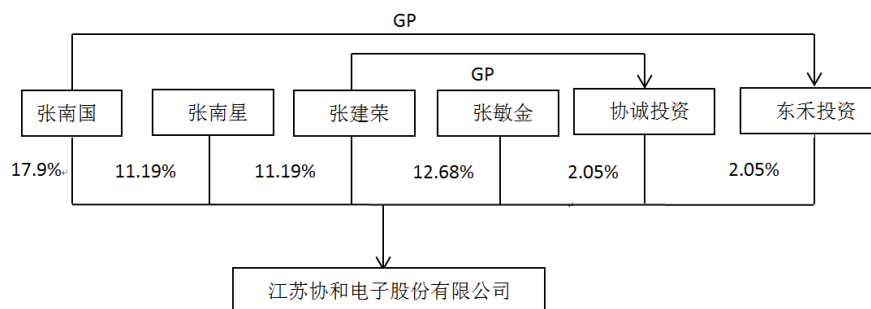 GP
GP
张南国
张南星
张建荣
张敏金
协诚投资
东禾投资
17.9%
11.19%
11.19%
12.68%
2.05%
2.05%
江苏协和电子股份有限公司